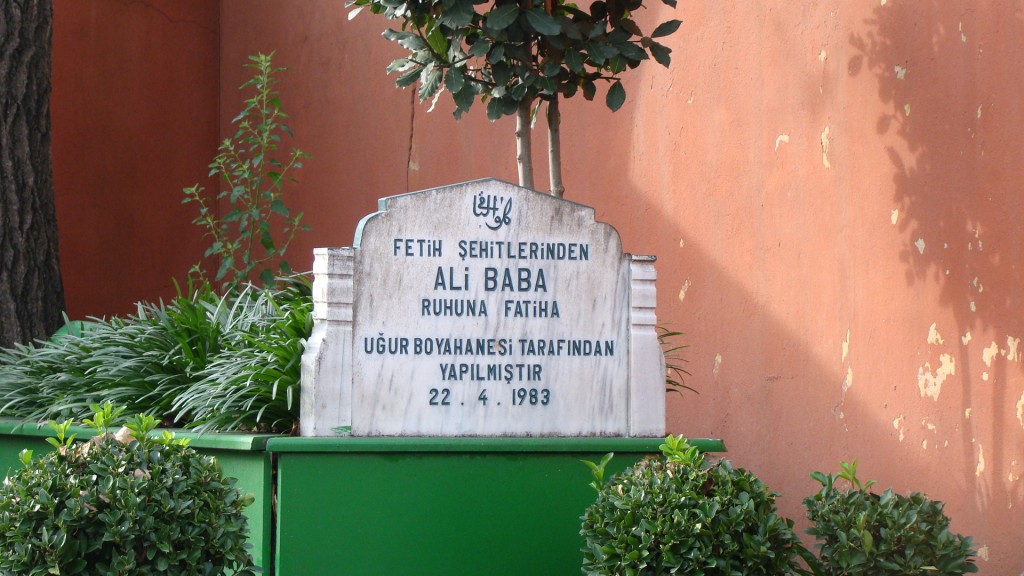 FETİH ŞEHİTLERİNDEN
ALİ BABA
RUHUNA FATİHA
UĞUR BOYAHANESİ TARAFINDAN
YAPILMIŞTIR
22.4.1983